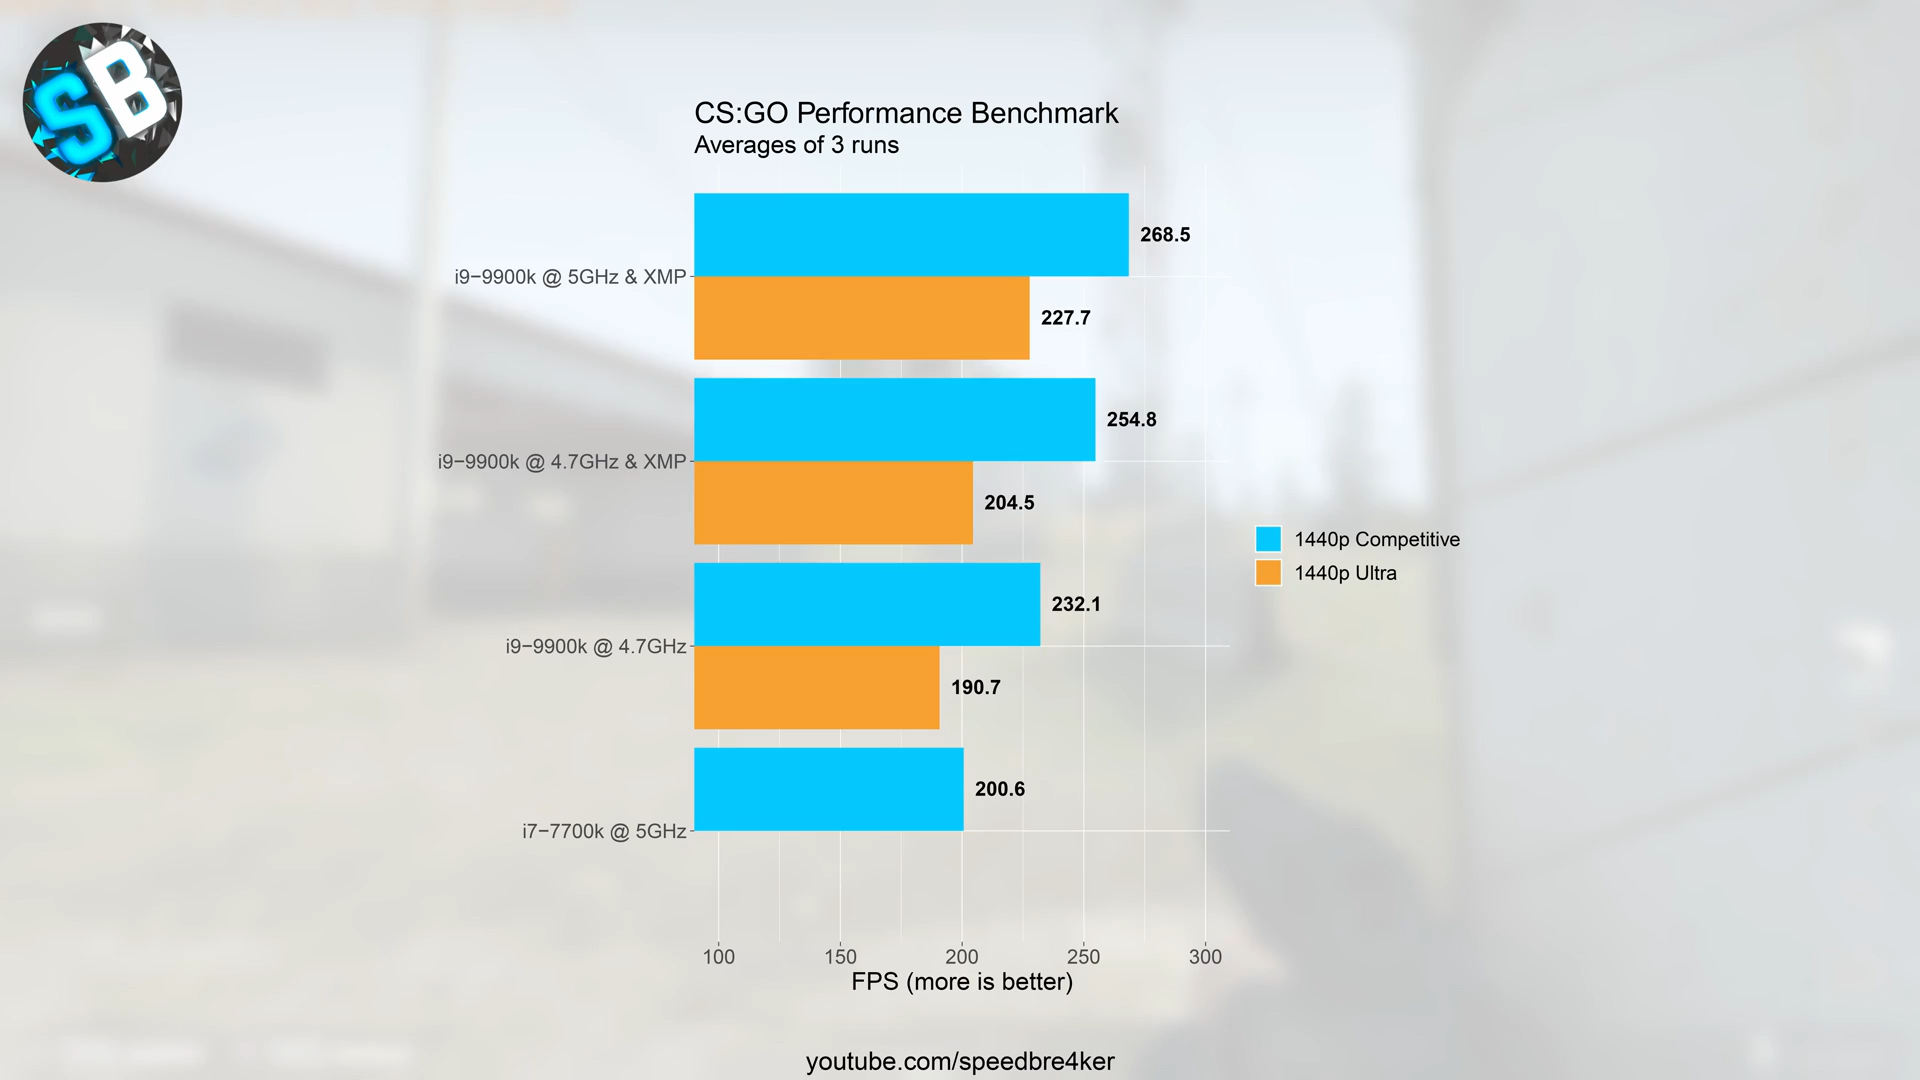 SB
CS:GO Performance Benchmark
Averages of 3 runs
268.5
i9−9900k @ 5GHz & XMP
227.7
254.8
i9−9900k @ 4.7GHz & XMP
204.5
1440p Competitive
1440p Ultra
232.1
i9−9900k @ 4.7GHz
190.7
200.6
i7−7700k @ 5GHz
100 150 200 250 300
FPS (more is better)
youtube.com/speedbre4ker